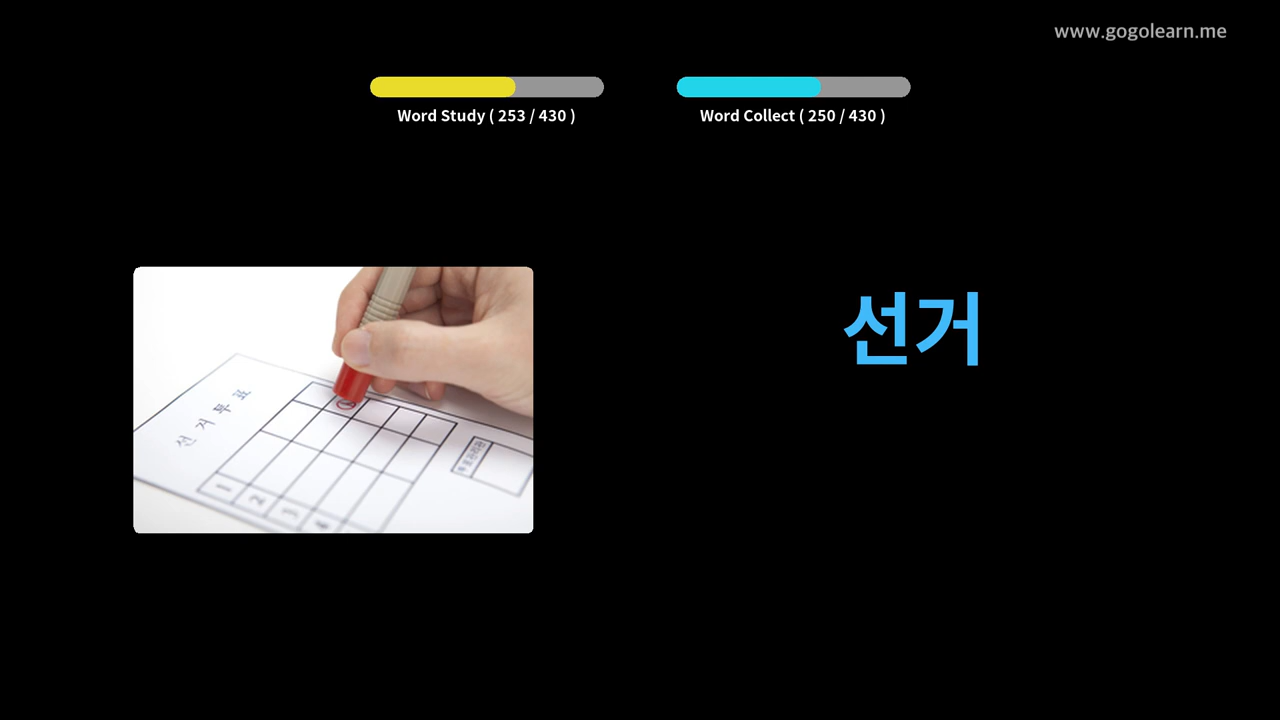 www.gogolearn.me
Word Study ( 253 / 430 )
Word Collect ( 250 / 430 )
선거
선거투표
1
2
3
4